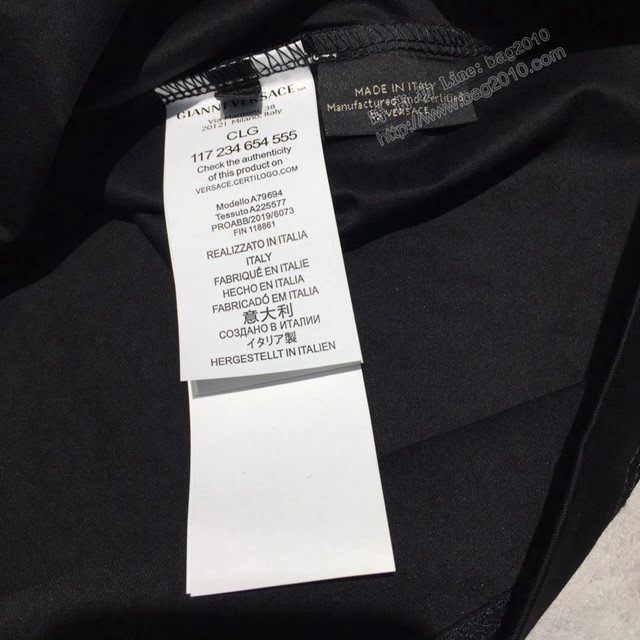 GIANNI VERSACE
38
20121 Milano, Italy
CLG
117 234 654 555
Check the authenticity
of this product on
VERSACE.CERTILOGO.COM
Modello A79694
Tessuto A225577
PROABB/2019/6073
FIN 118861
REALIZZATO IN ITALIA
ITALY
FABRIQUÉ EN ITALIE
HECHO EN ITALIA
FABRICADO EM ITALIA
意大利
СОЗДАНО В ИТАЛИИ
イタリア製
HERGESTELLT IN ITALIEN
MADE IN ITALY
Manufactures and Certified
BY VERSACE
Line: bag2010
http://www.bag2010.com